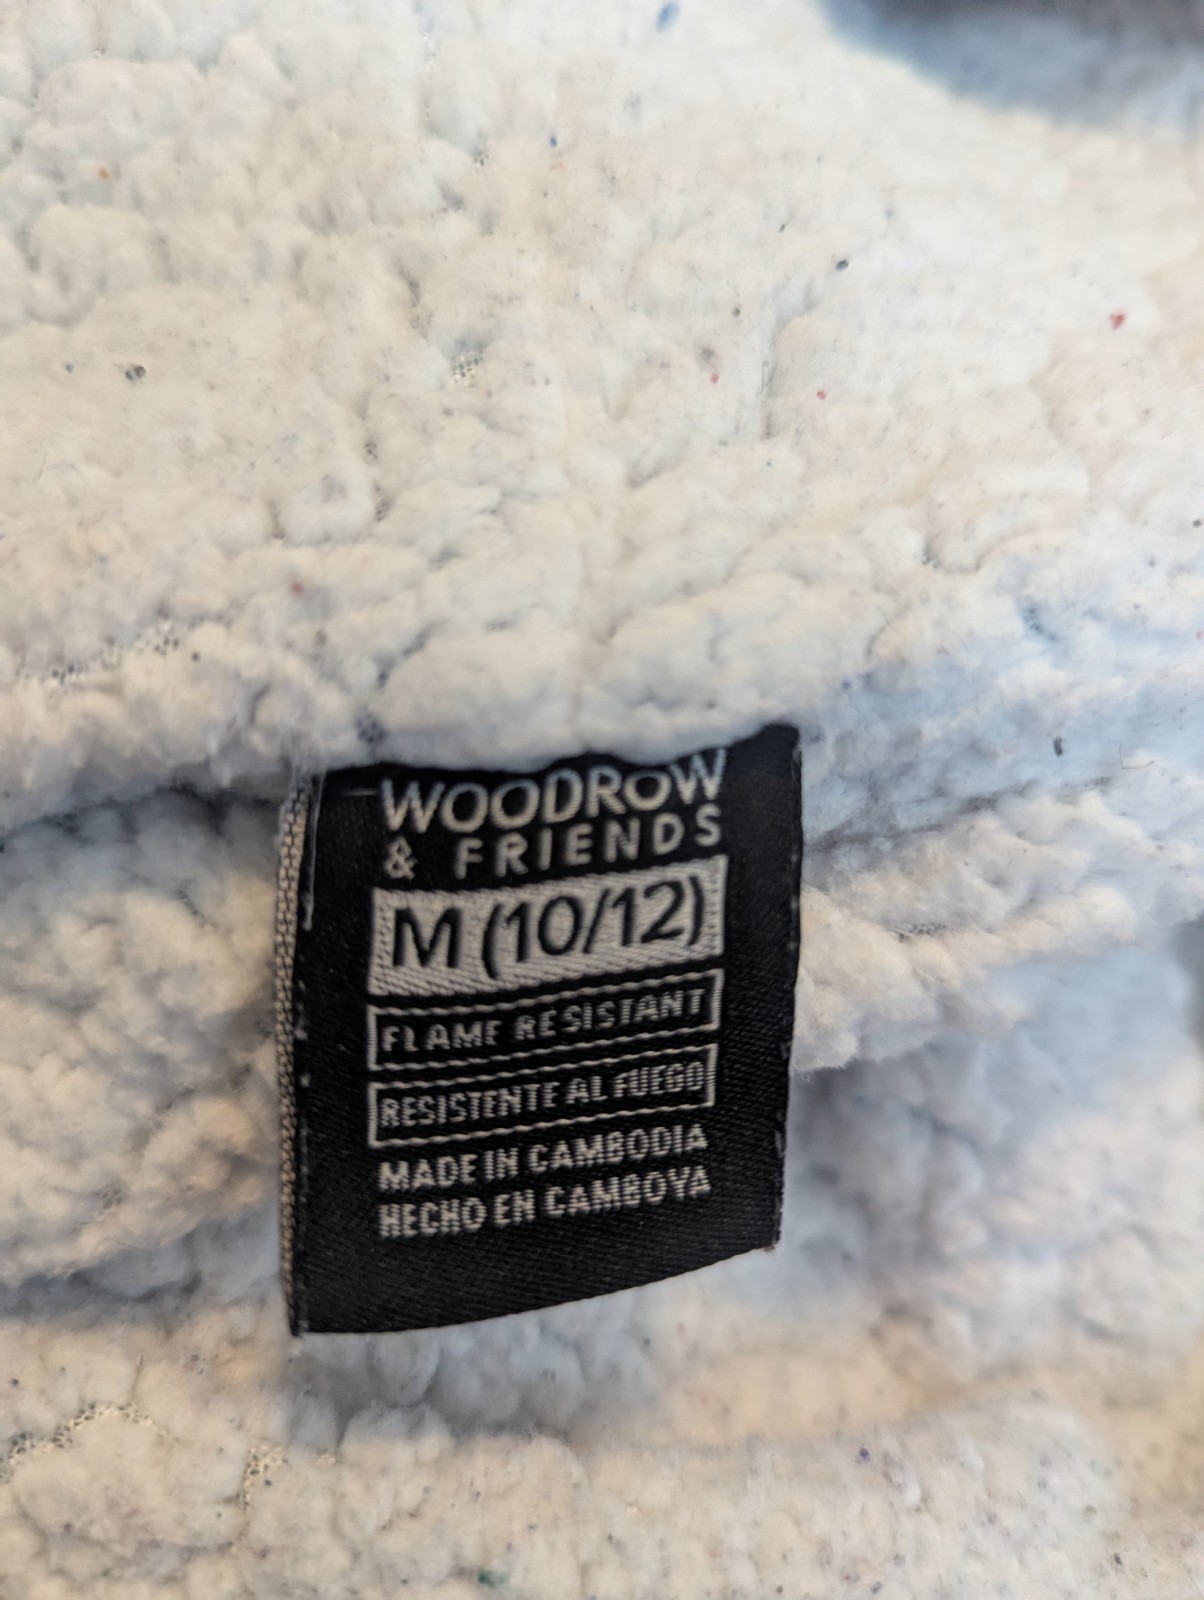 WOODROW
& FRIENDS
M (10/12)
FLAME RESISTANT
RESISTENTE AL FUEGO
MADE IN CAMBODIA
HECHO EN CAMBOYA